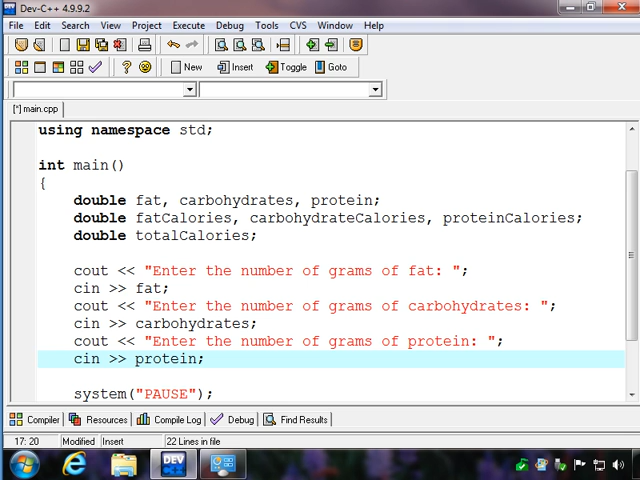 Dev-C++ 4.9.9.2
File Edit Search View Project Execute Debug Tools CVS Window Help
New Insert Toggle Goto
[*] main.cpp
using namespace std;
int main()
{
double fat, carbohydrates, protein;
double fatCalories, carbohydrateCalories, proteinCalories;
double totalCalories;
cout << "Enter the number of grams of fat: ";
cin >> fat;
cout << "Enter the number of grams of carbohydrates: ";
cin >> carbohydrates;
cout << "Enter the number of grams of protein: ";
cin >> protein;
system("PAUSE");
Compiler Resources Compile Log Debug Find Results
17: 20 Modified Insert 22 Lines in file
DEV